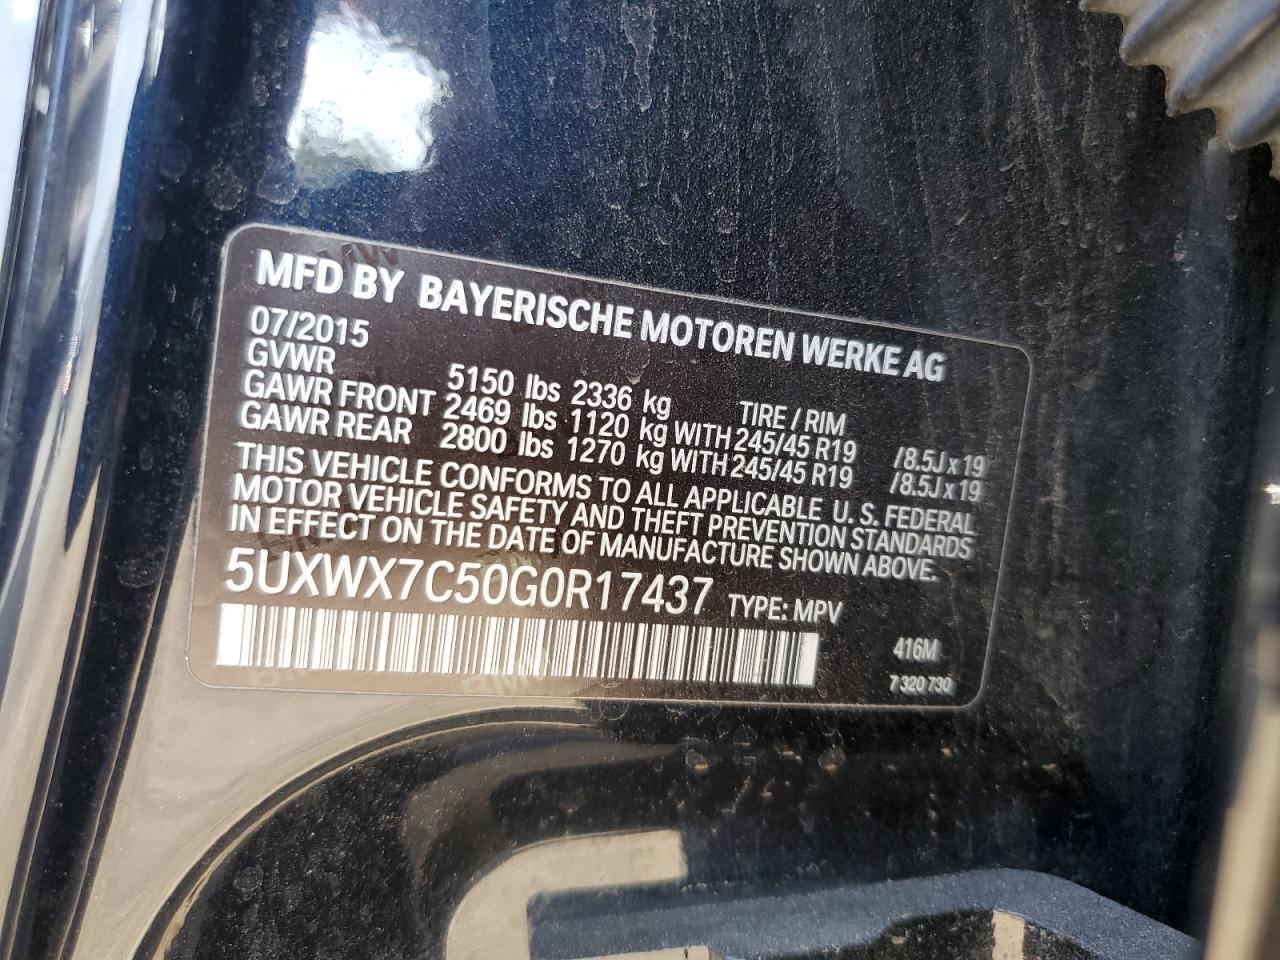 MFD BY BAYERISCHE MOTOREN WERKE AG
07/2015
GVWR 5150 lbs 2336 kg TIRE / RIM
GAWR FRONT 2469 lbs 1120 kg WITH 245/45 R19 /8.5J x 19
GAWR REAR 2800 lbs 1270 kg WITH 245/45 R19 /8.5J x 19
THIS VEHICLE CONFORMS TO ALL APPLICABLE U. S. FEDERAL
MOTOR VEHICLE SAFETY AND THEFT PREVENTION STANDARDS
IN EFFECT ON THE DATE OF MANUFACTURE SHOWN ABOVE.
5UXWX7C50G0R17437 TYPE: MPV
416M
7 320 730